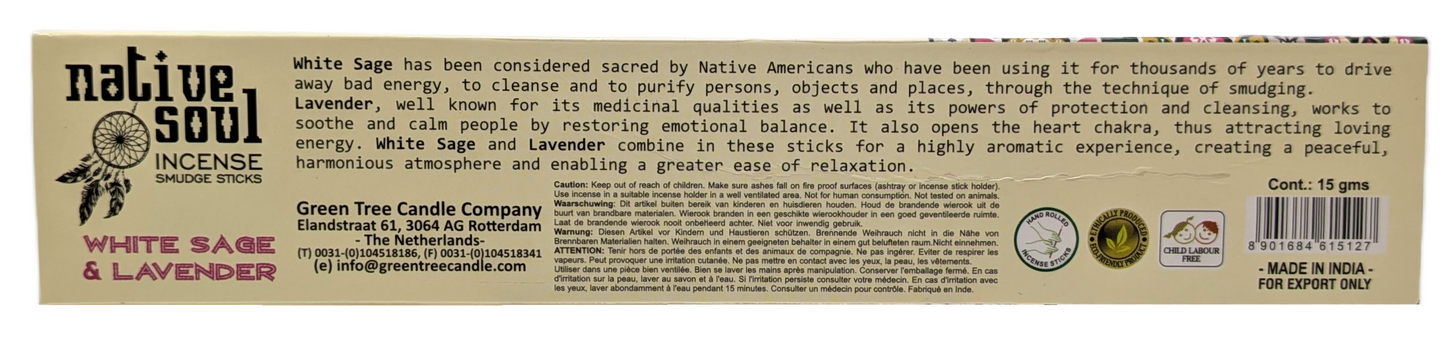 native
soul
INCENSE
SMUDGE STICKS
WHITE SAGE
& LAVENDER
White Sage has been considered sacred by Native Americans who have been using it for thousands of years to drive
away bad energy, to cleanse and to purify persons, objects and places, through the technique of smudging.
Lavender, well known for its medicinal qualities as well as its powers of protection and cleansing, works to
soothe and calm people by restoring emotional balance. It also opens the heart chakra, thus attracting loving
energy. White Sage and Lavender combine in these sticks for a highly aromatic experience, creating a peaceful,
harmonious atmosphere and enabling a greater ease of relaxation.
Green Tree Candle Company
Elandstraat 61, 3064 AG Rotterdam
- The Netherlands-
(T) 0031-(0)104518186, (F) 0031-(0)104518341
(e) info@greentreecandle.com
Caution: Keep out of reach of children. Make sure ashes fall on fire proof surfaces (ashtray or incense stick holder).
Use incense in a suitable incense holder in a well ventilated area. Not for human consumption. Not tested on animals.
Waarschuwing: Dit artikel buiten bereik van kinderen en huisdieren houden. Houd de brandende wierook uit de
buurt van brandbare materialen. Wierook branden in een geschikte wierookhouder in een goed geventileerde ruimte.
Laat de brandende wierook nooit onbeheerd achter. Niet voor inwendig gebruik.
Warnung: Diesen Artikel vor Kindern und Haustieren schützen. Brennende Weihrauch nicht in die Nähe von
Brennbaren Materialien halten. Weihrauch in einem geeigneten behalter in einem gut belufteten raum.Nicht einnehmen.
ATTENTION: Tenir hors de portée des enfants et des animaux de compagnie. Ne pas ingérer. Eviter de respirer les
vapeurs. Peut provoquer une irritation cutanée. Ne pas mettre en contact avec les yeux, la peau, les vêtements.
Utiliser dans une pièce bien ventilée. Bien se laver les mains après manipulation. Conserver l'emballage fermé. En cas
d'irritation sur la peau, laver au savon et à l'eau. Si l'irritation persiste consulter votre médecin. En cas d'irritation avec
les yeux, laver abondamment à l'eau pendant 15 minutes. Consulter un médecin pour contrôle. Fabriqué en Inde.
HAND ROLLED
INCENSE STICKS
ETHICALLY PRODUCED
ECO-FRIENDLY PRODUCT
CHILD LABOUR
FREE
Cont.: 15 gms
8 901684 615127
- MADE IN INDIA -
FOR EXPORT ONLY